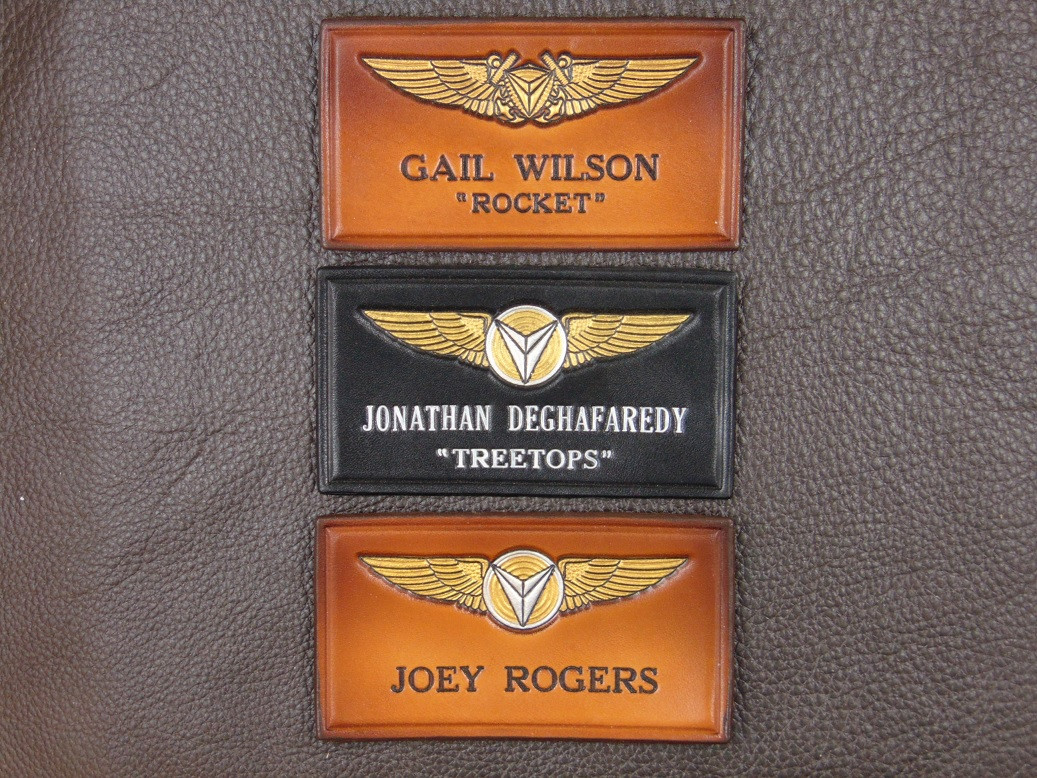 GAIL WILSON
"ROCKET"
JONATHAN DEGHAFAREDY
"TREETOPS"
JOEY ROGERS